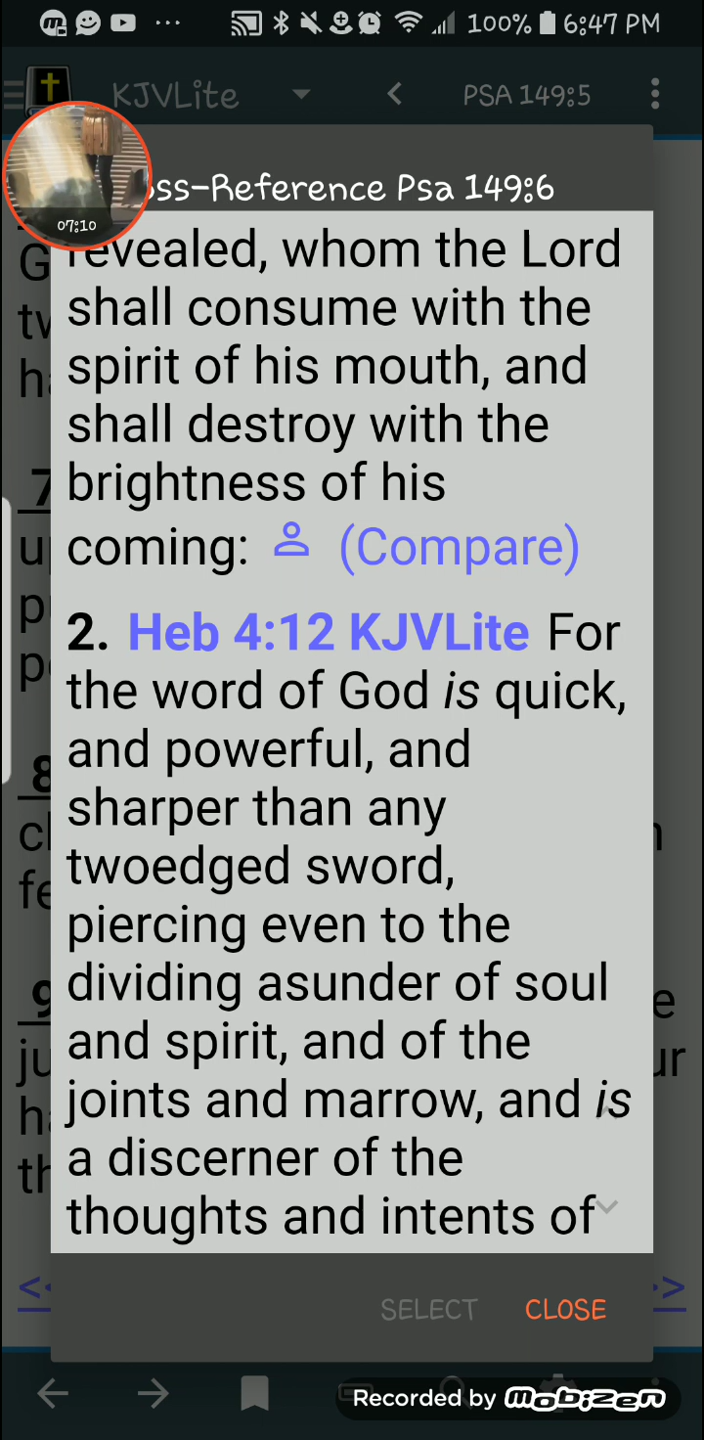 100% 6:47 PM
KJVLite PSA 149:5
07:10
oss-Reference Psa 149:6
revealed, whom the Lord
shall consume with the
spirit of his mouth, and
shall destroy with the
brightness of his
coming: (Compare)
2. Heb 4:12 KJVLite For
the word of God is quick,
and powerful, and
sharper than any
twoedged sword,
piercing even to the
dividing asunder of soul
and spirit, and of the
joints and marrow, and is
a discerner of the
thoughts and intents of
7
8
9
SELECT CLOSE
Recorded by mobizen